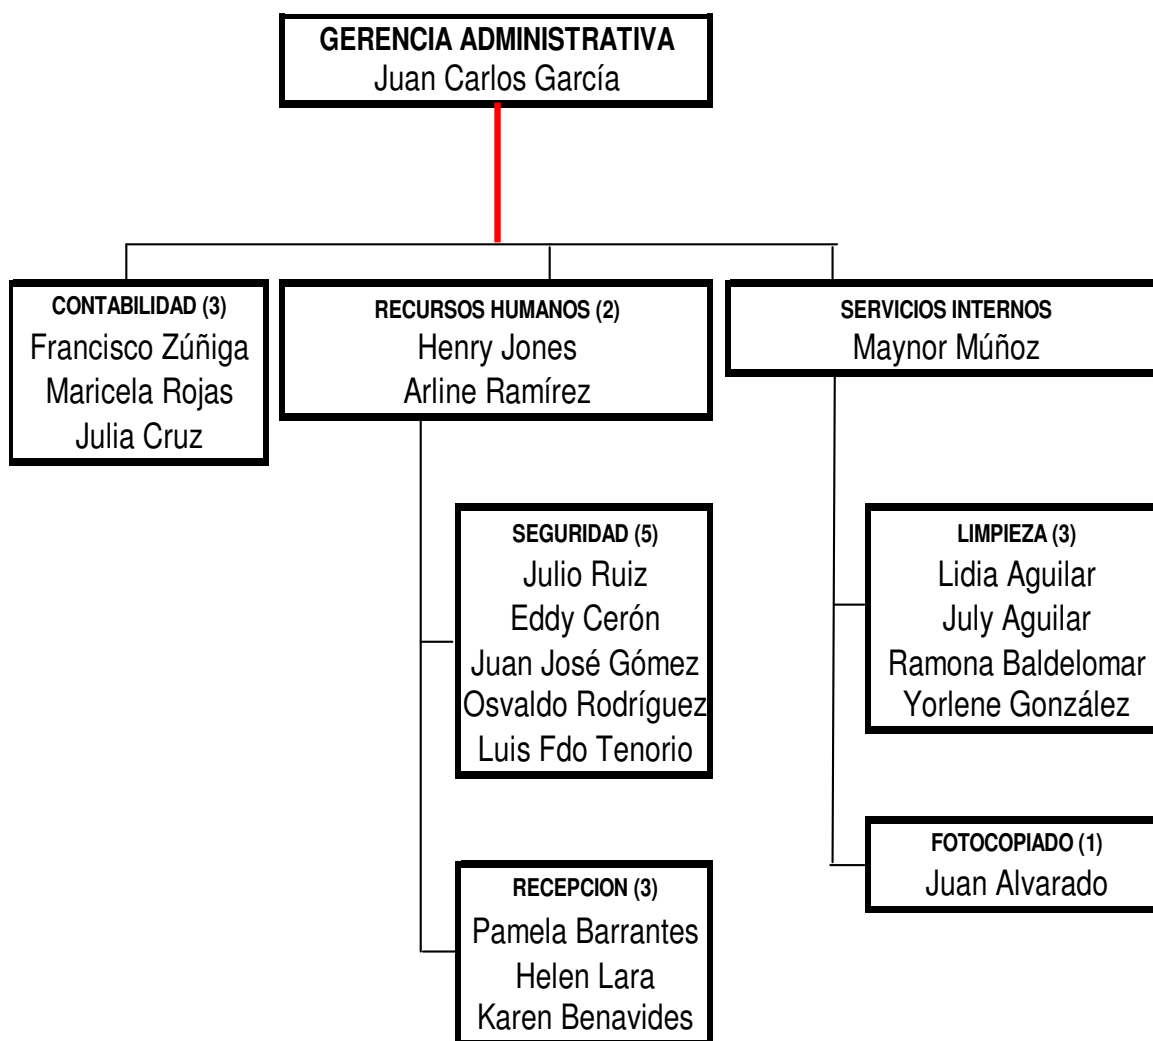 GERENCIA ADMINISTRATIVA
Juan Carlos García
CONTABILIDAD (3)
Francisco Zúñiga
Maricela Rojas
Julia Cruz
RECURSOS HUMANOS (2)
Henry Jones
Arline Ramírez
SERVICIOS INTERNOS
Maynor Múñoz
SEGURIDAD (5)
Julio Ruiz
Eddy Cerón
Juan José Gómez
Osvaldo Rodríguez
Luis Fdo Tenorio
LIMPIEZA (3)
Lidia Aguilar
July Aguilar
Ramona Baldelomar
Yorlene González
FOTOCOPIADO (1)
Juan Alvarado
RECEPCION (3)
Pamela Barrantes
Helen Lara
Karen Benavides